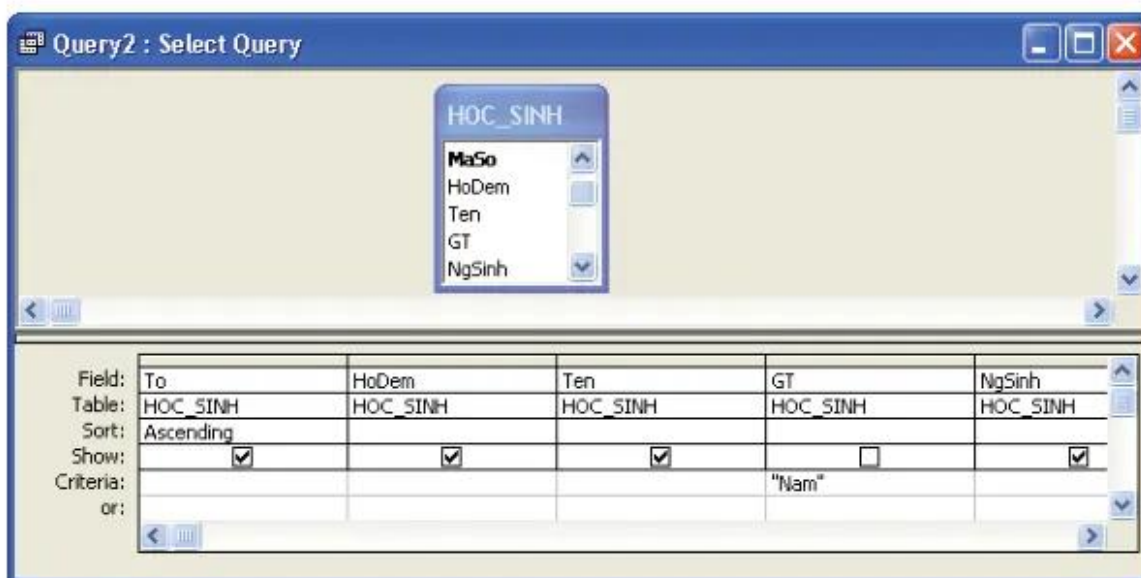 Query2 : Select Query
HOC_SINH
MaSo
HoDem
Ten
GT
NgSinh
Field: To HoDem Ten GT NgSinh
Table: HOC_SINH HOC_SINH HOC_SINH HOC_SINH HOC_SINH
Sort: Ascending
Show:
Criteria: "Nam"
or: